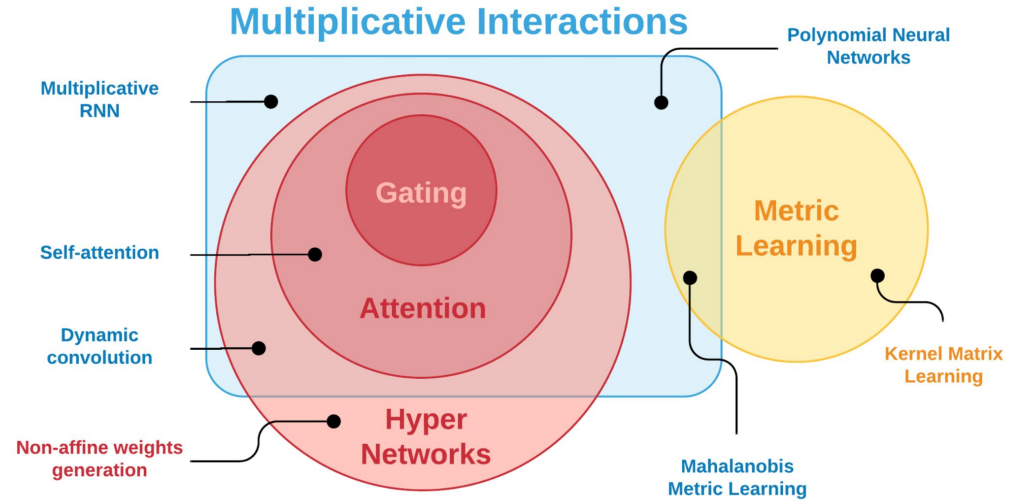 Multiplicative Interactions
Polynomial Neural
Networks
Multiplicative
RNN
Gating
Metric
Learning
Self-attention
Attention
Dynamic
convolution
Kernel Matrix
Learning
Hyper
Networks
Non-affine weights
generation
Mahalanobis
Metric Learning